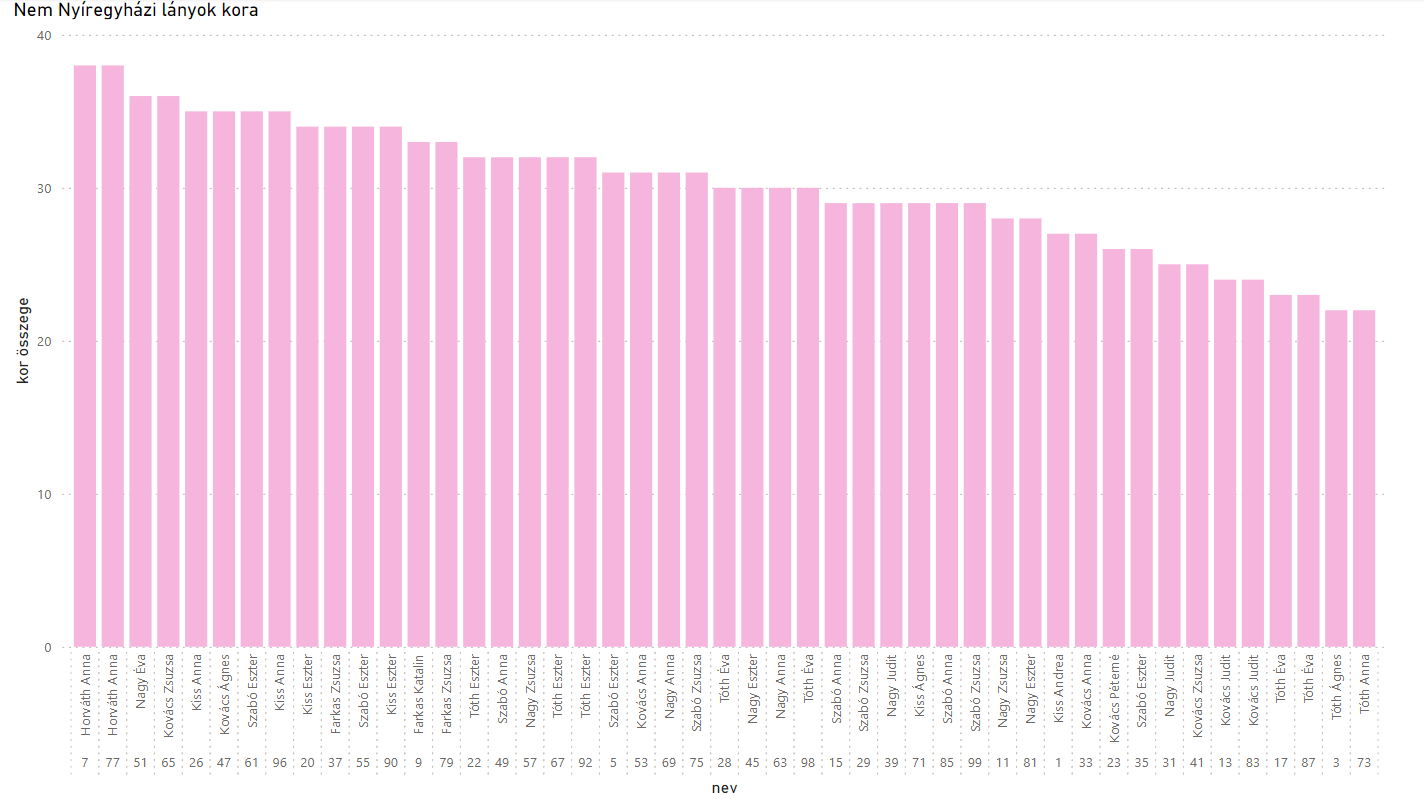 Nem Nyíregyházi lányok kora
40
30
20
10
0
kor összege
Horváth Anna
Horváth Anna
Nagy Éva
Kovács Zsuzsa
Kiss Anna
Kovács Ágnes
Szabó Eszter
Kiss Anna
Kiss Eszter
Farkas Zsuzsa
Szabó Eszter
Kiss Eszter
Farkas Katalin
Farkas Zsuzsa
Tóth Eszter
Szabó Anna
Nagy Zsuzsa
Tóth Eszter
Tóth Eszter
Szabó Eszter
Kovács Anna
Nagy Anna
Szabó Zsuzsa
Tóth Éva
Nagy Eszter
Nagy Anna
Tóth Éva
Szabó Anna
Szabó Zsuzsa
Nagy Judit
Kiss Ágnes
Szabó Anna
Szabó Zsuzsa
Nagy Zsuzsa
Nagy Eszter
Kiss Andrea
Kovács Anna
Kovács Péterné
Szabó Eszter
Nagy Judit
Kovács Zsuzsa
Kovács Judit
Kovács Judit
Tóth Éva
Tóth Éva
Tóth Ágnes
Tóth Anna
7 77 51 65 26 47 61 96 20 37 55 90 9 79 22 49 57 67 92 5 53 69 75 28 45 63 98 15 29 39 71 85 99 11 81 1 33 23 35 31 41 13 83 17 87 3 73
nev